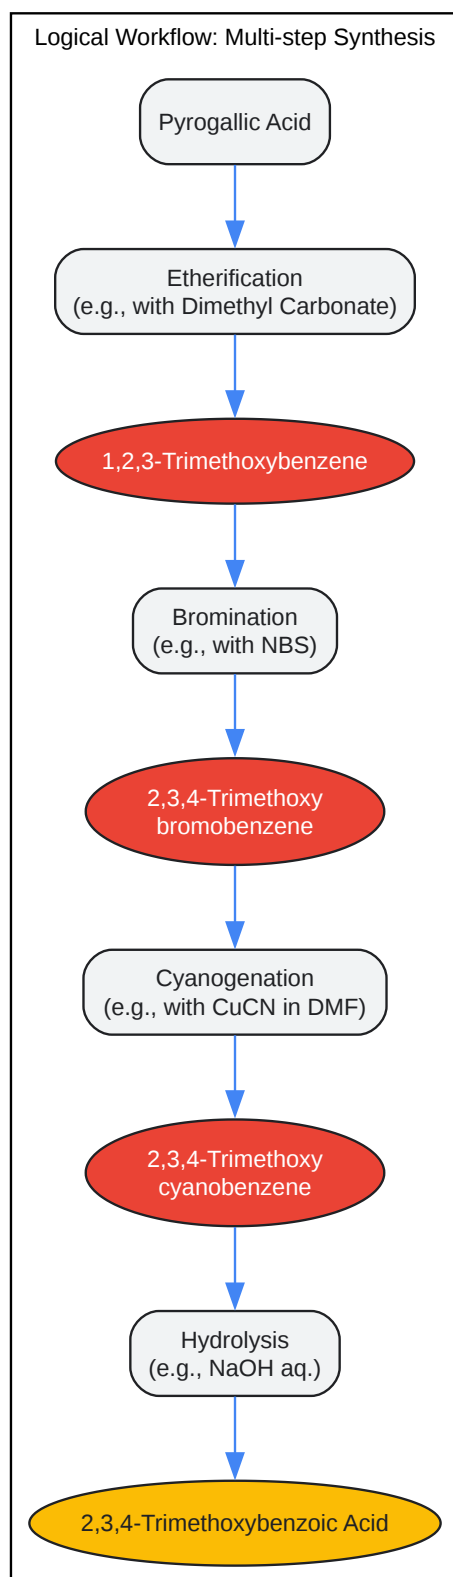 Logical Workflow: Multi-step Synthesis
Pyrogallic Acid
Etherification
(e.g., with Dimethyl Carbonate)
1,2,3-Trimethoxybenzene
Bromination
(e.g., with NBS)
2,3,4-Trimethoxy
bromobenzene
Cyanogenation
(e.g., with CuCN in DMF)
2,3,4-Trimethoxy
cyanobenzene
Hydrolysis
(e.g., NaOH aq.)
2,3,4-Trimethoxybenzoic Acid